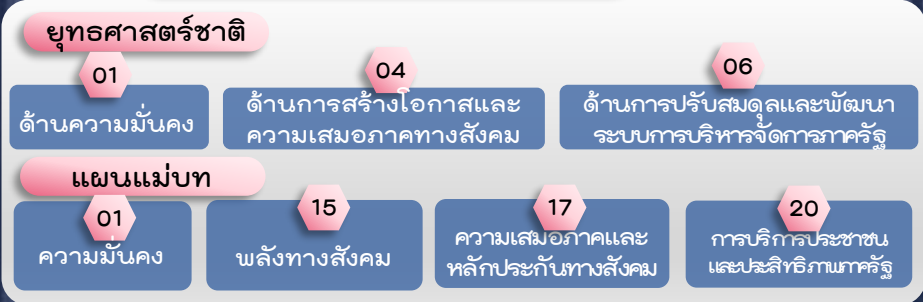 ยุทธศาสตร์ชาติ
01
ด้านความมั่นคง
04
ด้านการสร้างโอกาสและ
ความเสมอภาคทางสังคม
06
ด้านการปรับสมดุลและพัฒนา
ระบบการบริหารจัดการภาครัฐ
แผนแม่บท
01
ความมั่นคง
15
พลังทางสังคม
17
ความเสมอภาคและ
หลักประกันทางสังคม
20
การบริการประชาชน
และประสิทธิภาพภาครัฐ